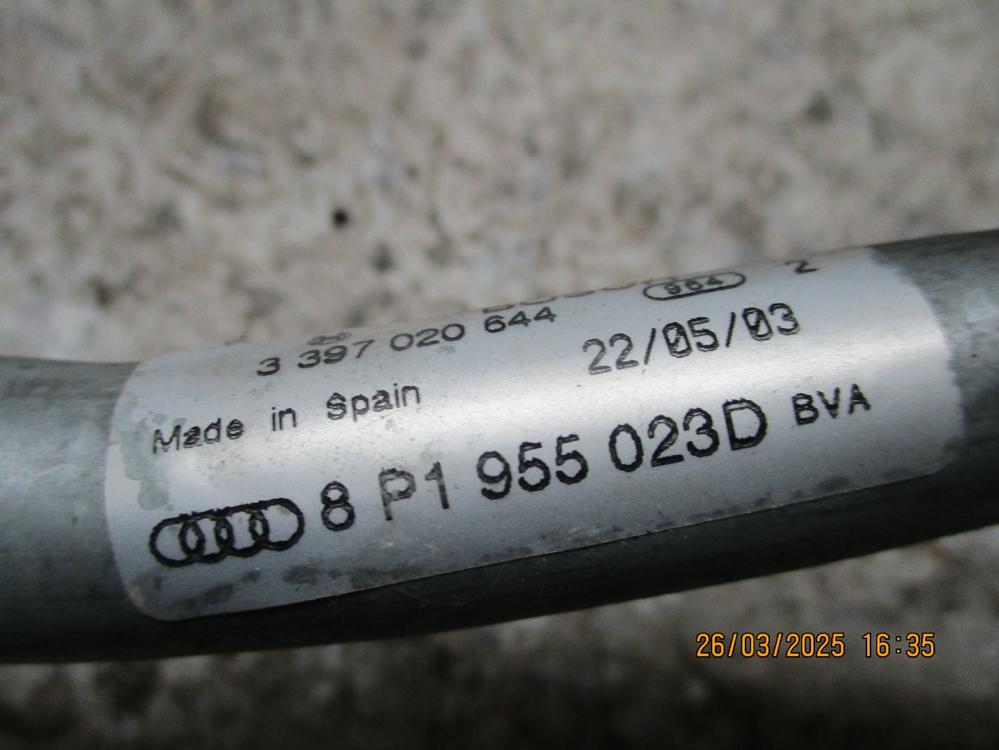 964 2
3 397 020 644 22/05/03
Made in Spain
8 P1 955 023D BVA
26/03/2025 16:35